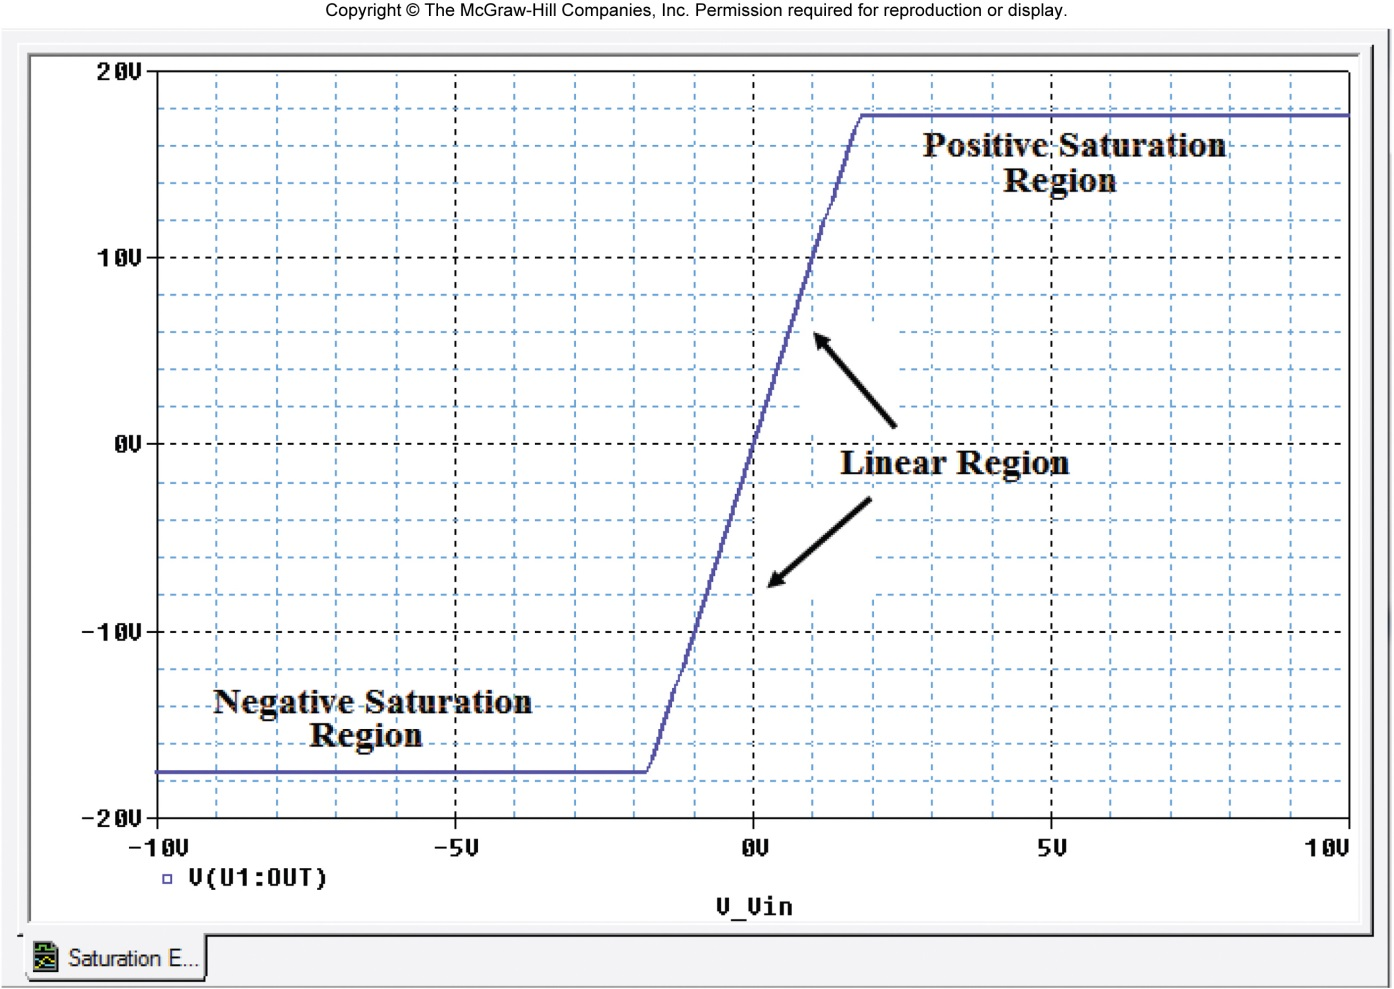 Copyright © The McGraw-Hill Companies, Inc. Permission required for reproduction or display.
20V
Positive Saturation
Region
10V
0V
Linear Region
-10V
Negative Saturation
Region
-20V
-10V -5V 0V 5V 10V
V(U1:OUT)
V_Vin
Saturation E...